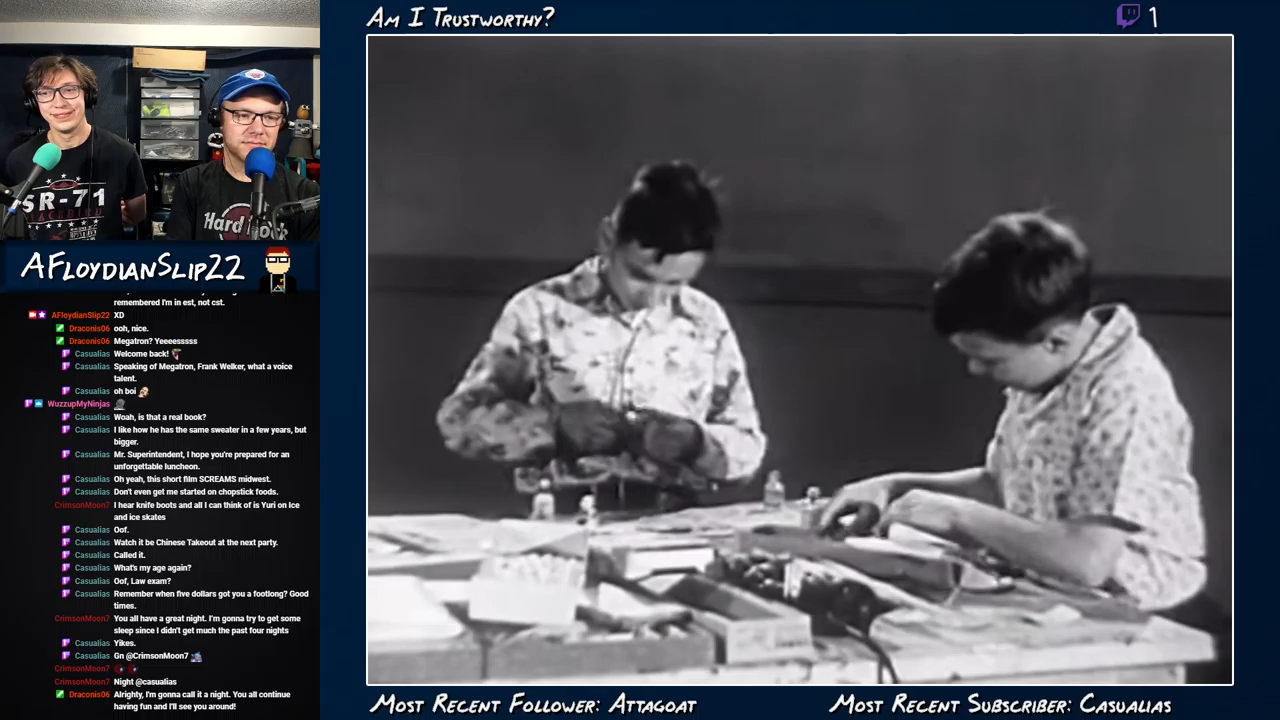 Am I Trustworthy?
1
SR-71
Hard Rock
AFloydianSlip22
remembered I'm in est, not cst.
AFloydianSlip22 XD
Draconis06 ooh, nice.
Draconis06 Megatron? Yeeeesssss
Casualias Welcome back!
Casualias Speaking of Megatron, Frank Welker, what a voice
talent.
Casualias oh boi
WuzzupMyNinjas
Casualias Woah, is that a real book?
Casualias I like how he has the same sweater in a few years, but
bigger.
Casualias Mr. Superintendent, I hope you're prepared for an
unforgettable luncheon.
Casualias Oh yeah, this short film SCREAMS midwest.
Casualias Don't even get me started on chopstick foods.
CrimsonMoon7 I hear knife boots and all I can think of is Yuri on Ice
and ice skates
Casualias Oof.
Casualias Watch it be Chinese Takeout at the next party.
Casualias Called it.
Casualias What's my age again?
Casualias Oof, Law exam?
Casualias Remember when five dollars got you a footlong? Good
times.
CrimsonMoon7 You all have a great night. I'm gonna try to get some
sleep since I didn't get much the past four nights
Casualias Yikes.
Casualias Gn @CrimsonMoon7
CrimsonMoon7
CrimsonMoon7 Night @casualias
Draconis06 Alrighty, I'm gonna call it a night. You all continue
having fun and I'll see you around!
Most Recent Follower: Attagoat
Most Recent Subscriber: Casualias